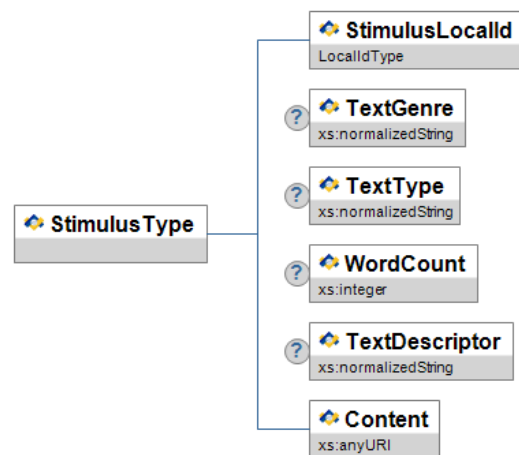 StimulusLocalId
LocalIdType
?
TextGenre
xs:normalizedString
?
TextType
xs:normalizedString
StimulusType
?
WordCount
xs:integer
?
TextDescriptor
xs:normalizedString
Content
xs:anyURI